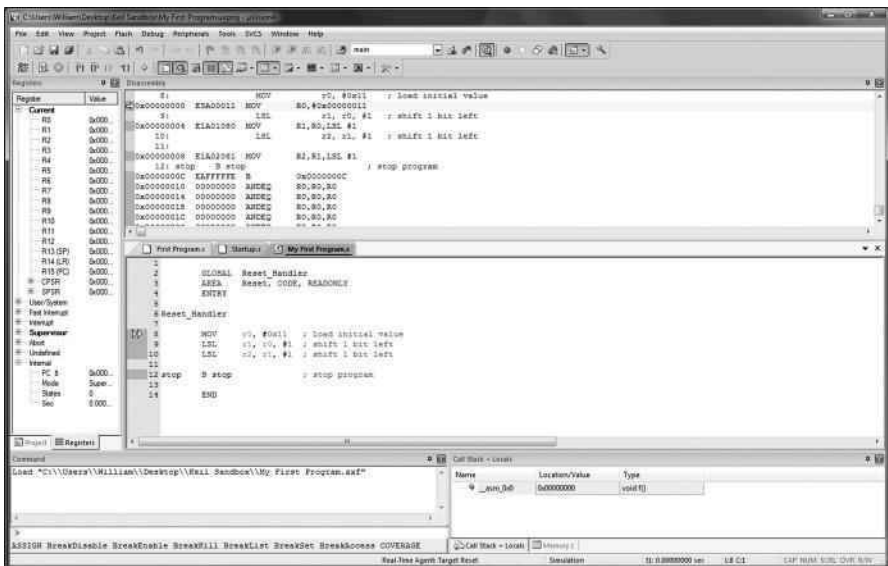 File Edit View Project Flash Debug Peripherals Tools SVCS Window Help
main
Registers
Register Value
Current
R0 0x000...
R1 0x000...
R2 0x000...
R3 0x000...
R4 0x000...
R5 0x000...
R6 0x000...
R7 0x000...
R8 0x000...
R9 0x000...
R10 0x000...
R11 0x000...
R12 0x000...
R13 (SP) 0x000...
R14 (LR) 0x000...
R15 (PC) 0x000...
CPSR 0x000...
SPSR 0x000...
User/System
Fast Interrupt
Interrupt
Supervisor
Abort
Undefined
Internal
PC $ 0x000...
Mode Super...
States 0
Sec 0.000...
Project Registers
Disassembly
8: MOV r0, #0x11 ; load initial value
0x00000000 E3A00011 MOV R0,#0x00000011
9: LSL r1, r0, #1 ; shift 1 bit left
0x00000004 E1A01080 MOV R1,R0,LSL #1
10: LSL r2, r1, #1 ; shift 1 bit left
11:
0x00000008 E1A02081 MOV R2,R1,LSL #1
12: stop B stop ; stop program
0x0000000C EAFFFFFE B 0x0000000C
0x00000010 00000000 ANDEQ R0,R0,R0
0x00000014 00000000 ANDEQ R0,R0,R0
0x00000018 00000000 ANDEQ R0,R0,R0
0x0000001C 00000000 ANDEQ R0,R0,R0
First Program.s Startup.s My First Program.s
1
2 GLOBAL Reset_Handler
3 AREA Reset, CODE, READONLY
4 ENTRY
5
6 Reset_Handler
7
8 MOV r0, #0x11 ; load initial value
9 LSL r1, r0, #1 ; shift 1 bit left
10 LSL r2, r1, #1 ; shift 1 bit left
11
12 stop B stop ; stop program
13
14 END
Command
Load "C:\\Users\\William\\Desktop\\Keil Sandbox\\My First Program.axf"
>
ASSIGN BreakDisable BreakEnable BreakKill BreakList BreakSet BreakAccess COVERAGE
Call Stack + Locals
Name Location/Value Type
__asm_0x0 0x00000000 void f()
Call Stack + Locals Memory 1
Real-Time Agent: Target Reset Simulation t1: 0.00000000 sec L:8 C:1 CAP NUM SCRL OVR R/W